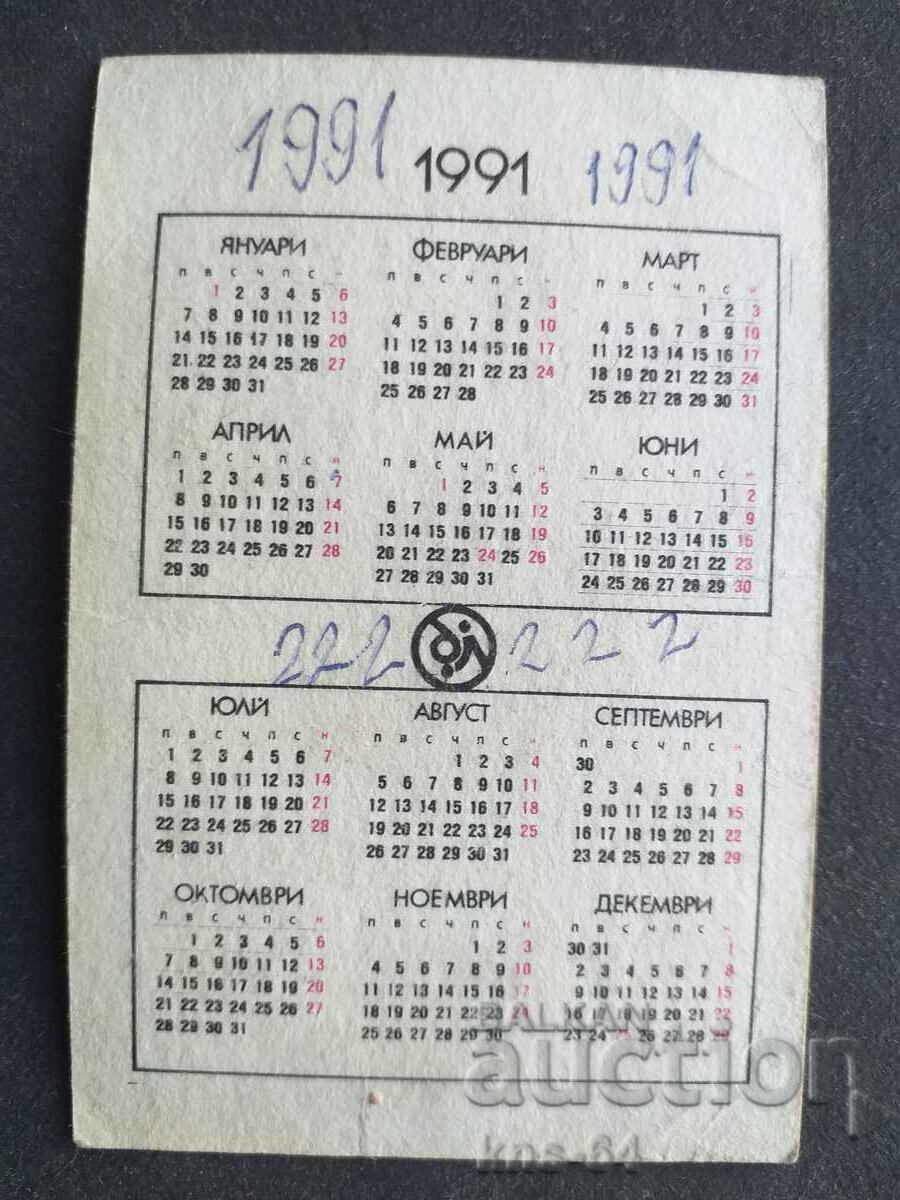 1991 1991 1991
ЯНУАРИ ФЕВРУАРИ МАРТ
П В С Ч П С Н П В С Ч П С Н П В С Ч П С Н
1 2 3 4 5 6 1 2 3 1 2 3
7 8 9 10 11 12 13 4 5 6 7 8 9 10 4 5 6 7 8 9 10
14 15 16 17 18 19 20 11 12 13 14 15 16 17 11 12 13 14 15 16 17
21 22 23 24 25 26 27 18 19 20 21 22 23 24 18 19 20 21 22 23 24
28 29 30 31 25 26 27 28 25 26 27 28 29 30 31
АПРИЛ МАЙ ЮНИ
П В С Ч П С Н П В С Ч П С Н П В С Ч П С Н
1 2 3 4 5 6 7 1 2 3 4 5 1 2
8 9 10 11 12 13 14 6 7 8 9 10 11 12 3 4 5 6 7 8 9
15 16 17 18 19 20 21 13 14 15 16 17 18 19 10 11 12 13 14 15 16
22 23 24 25 26 27 28 20 21 22 23 24 25 26 17 18 19 20 21 22 23
29 30 27 28 29 30 31 24 25 26 27 28 29 30
222 222
ЮЛИ АВГУСТ СЕПТЕМВРИ
П В С Ч П С Н П В С Ч П С Н П В С Ч П С Н
1 2 3 4 5 6 7 1 2 3 4 30 1
8 9 10 11 12 13 14 5 6 7 8 9 10 11 2 3 4 5 6 7 8
15 16 17 18 19 20 21 12 13 14 15 16 17 18 9 10 11 12 13 14 15
22 23 24 25 26 27 28 19 20 21 22 23 24 25 16 17 18 19 20 21 22
29 30 31 26 27 28 29 30 31 23 24 25 26 27 28 29
ОКТОМВРИ НОЕМВРИ ДЕКЕМВРИ
П В С Ч П С Н П В С Ч П С Н П В С Ч П С Н
1 2 3 4 5 6 1 2 3 30 31 1
7 8 9 10 11 12 13 4 5 6 7 8 9 10 2 3 4 5 6 7 8
14 15 16 17 18 19 20 11 12 13 14 15 16 17 9 10 11 12 13 14 15
21 22 23 24 25 26 27 18 19 20 21 22 23 24 16 17 18 19 20 21 22
28 29 30 31 25 26 27 28 29 30 23 24 25 26 27 28 29
BALKAN
auction
kns-64